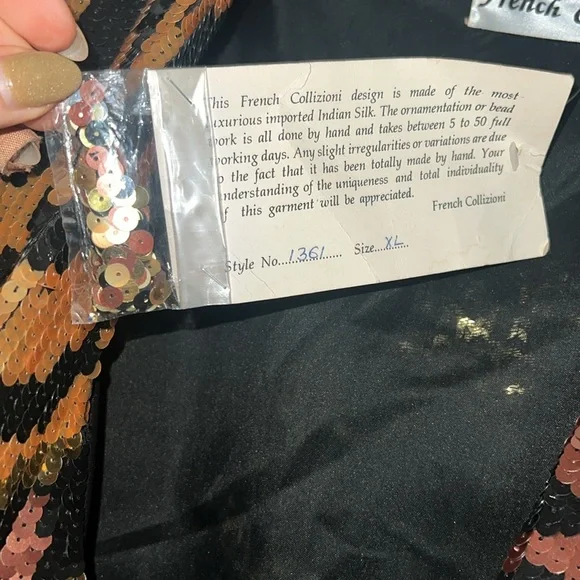 French
This French Collizioni design is made of the most
luxurious imported Indian Silk. The ornamentation or bead
work is all done by hand and takes between 5 to 50 full
working days. Any slight irregularities or variations are due
to the fact that it has been totally made by hand. Your
understanding of the uniqueness and total individuality
of this garment will be appreciated.
French Collizioni
Style No....1361...... Size....XL....